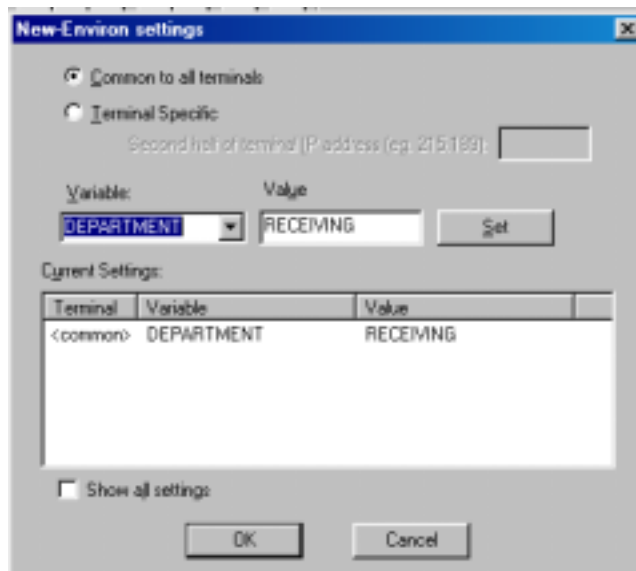 New-Environ settings
Common to all terminals
Terminal Specific
Second half of terminal IP address (eg. 215.189):
Variable: Value
DEPARTMENT RECEIVING Set
Current Settings:
Terminal Variable Value
<common> DEPARTMENT RECEIVING
Show all settings
OK Cancel